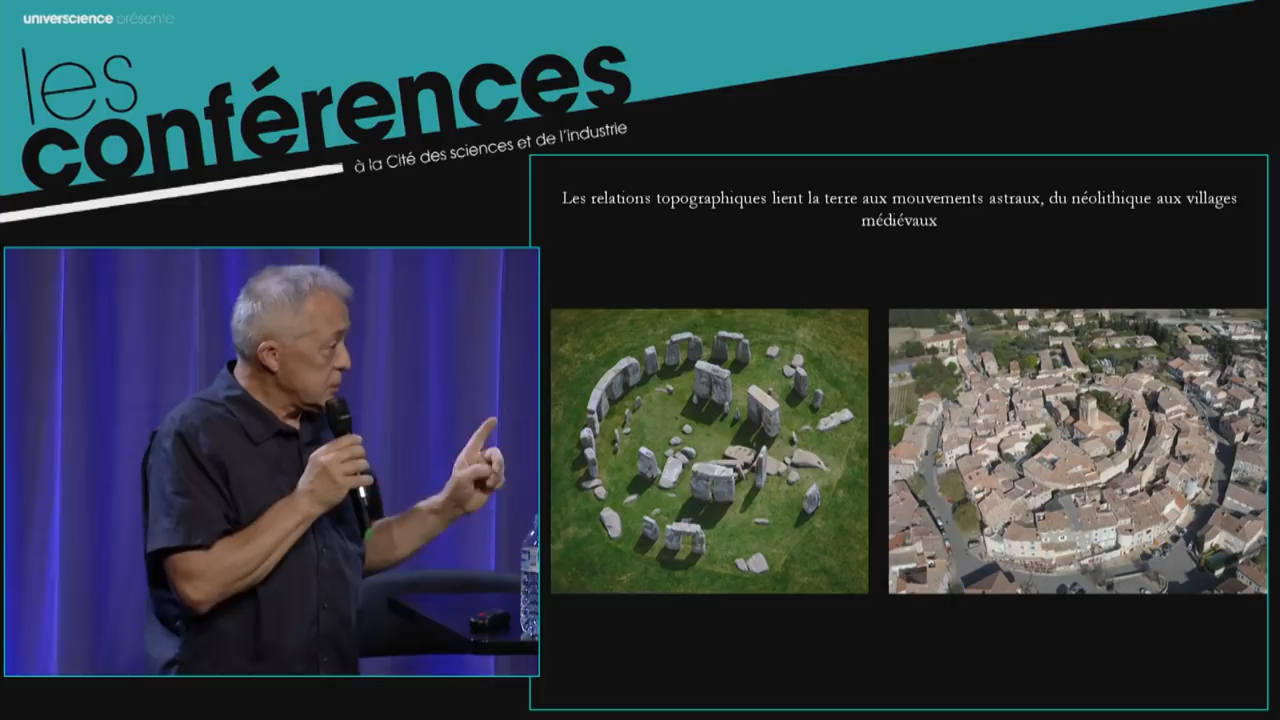 universcience présente
les
conférences
à la Cité des sciences et de l'industrie
Les relations topographiques lient la terre aux mouvements astraux, du néolithique aux villages
médiévaux